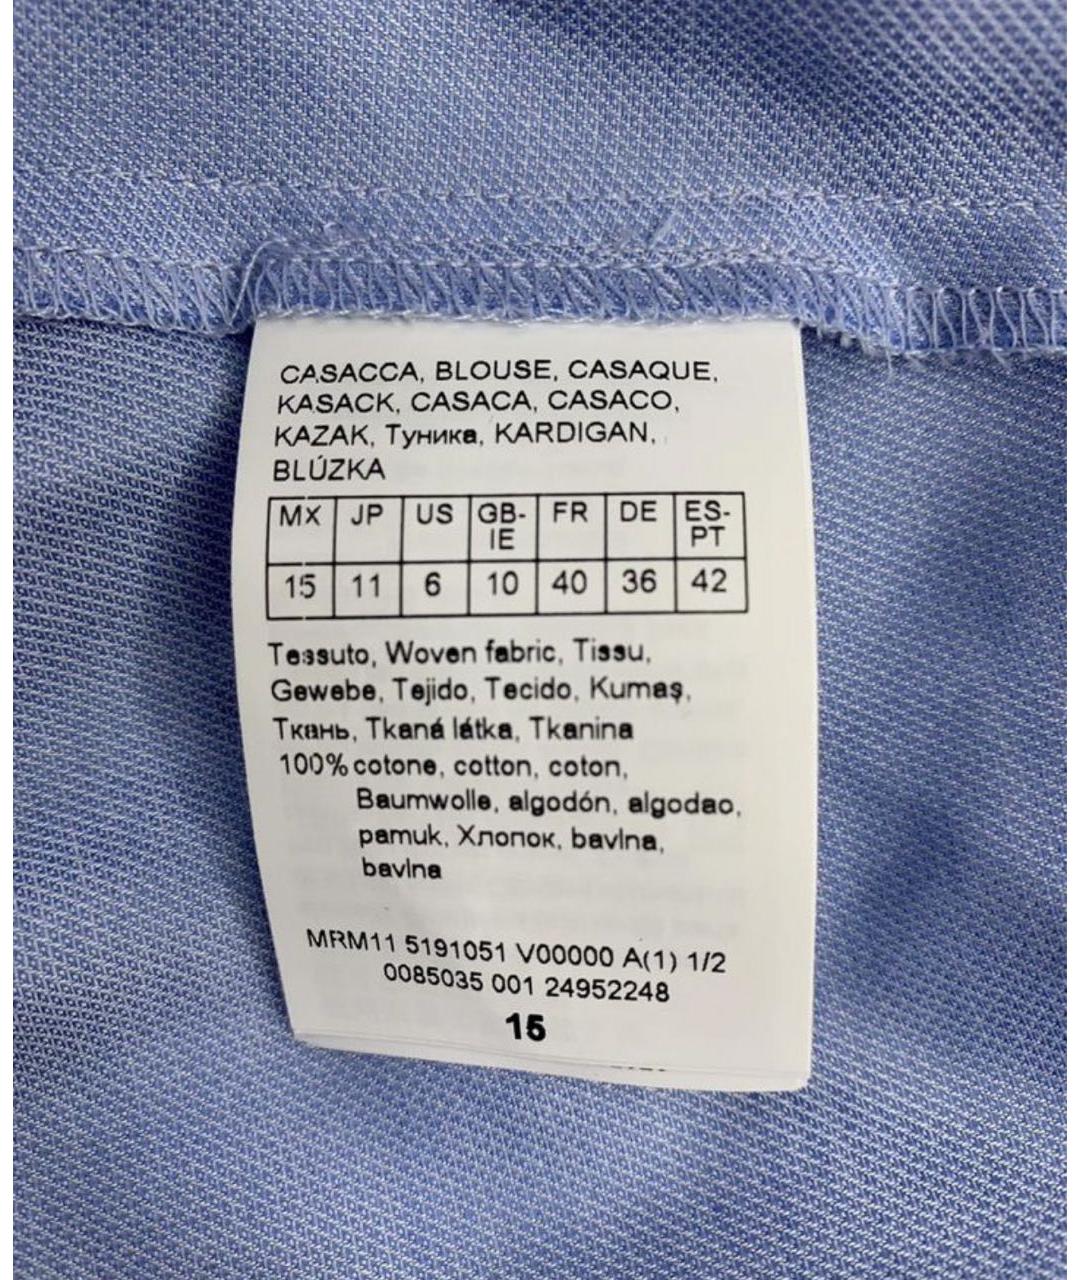 CASACCA, BLOUSE, CASAQUE,
KASACK, CASACA, CASACO,
KAZAK, Туника, KARDIGAN,
BLÚZKA
MX JP US GB-IE FR DE ES-PT
15 11 6 10 40 36 42
Tessuto, Woven fabric, Tissu,
Gewebe, Tejido, Tecido, Kumaş,
Ткань, Tkaná látka, Tkanina
100% cotone, cotton, coton,
Baumwolle, algodón, algodao,
pamuk, Хлопок, bavlna,
bavlna
MRM11 5191051 V00000 A(1) 1/2
0085035 001 24952248
15